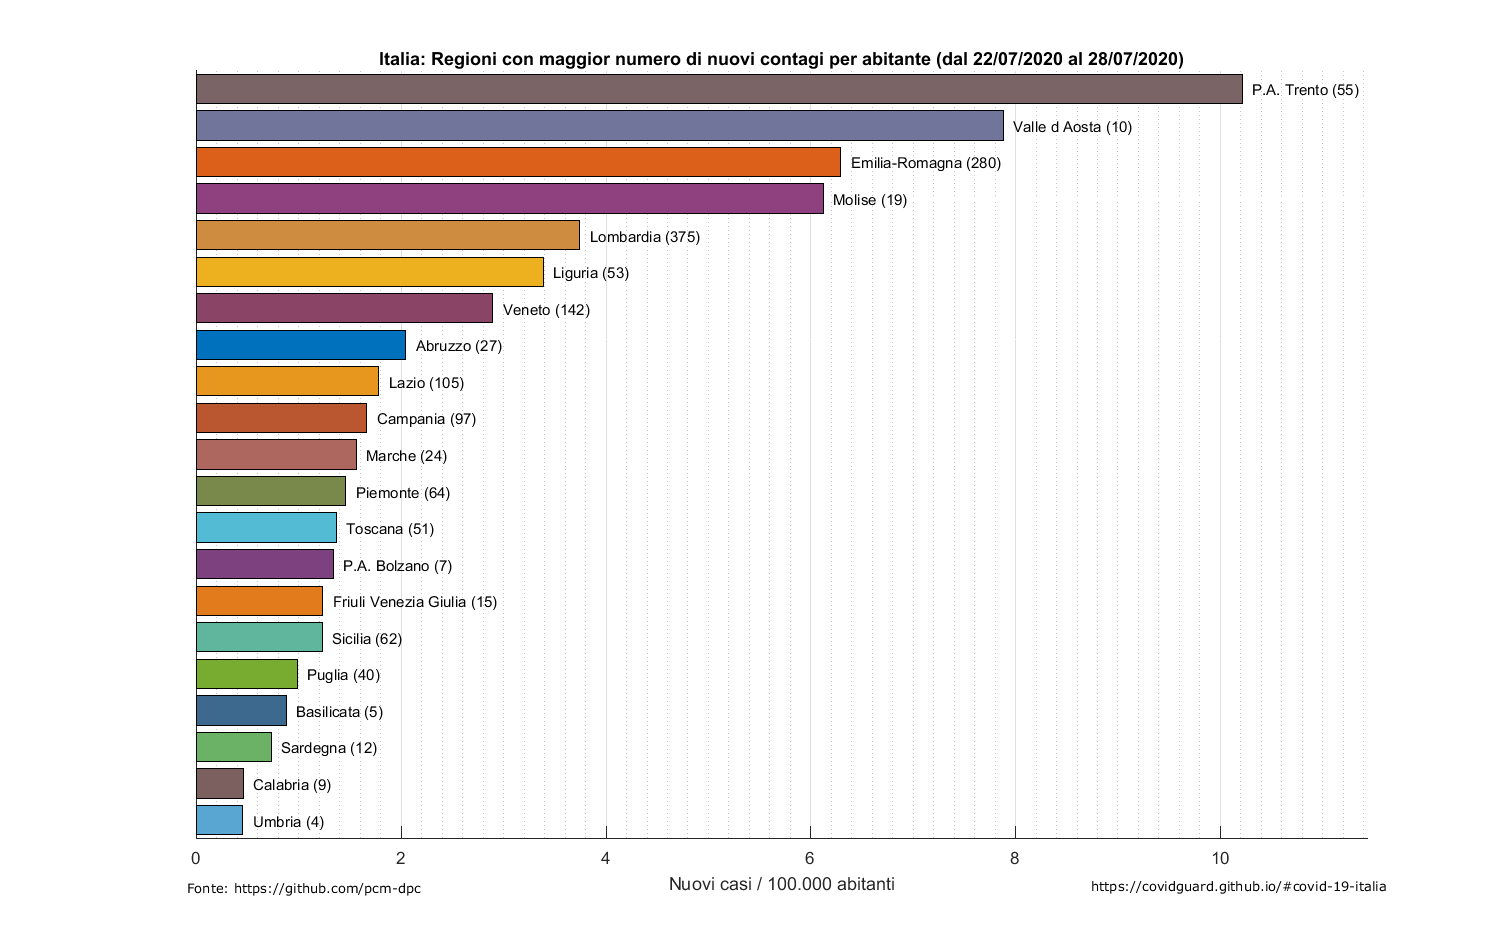 Italia: Regioni con maggior numero di nuovi contagi per abitante (dal 22/07/2020 al 28/07/2020)
P.A. Trento (55)
Valle d Aosta (10)
Emilia-Romagna (280)
Molise (19)
Lombardia (375)
Liguria (53)
Veneto (142)
Abruzzo (27)
Lazio (105)
Campania (97)
Marche (24)
Piemonte (64)
Toscana (51)
P.A. Bolzano (7)
Friuli Venezia Giulia (15)
Sicilia (62)
Puglia (40)
Basilicata (5)
Sardegna (12)
Calabria (9)
Umbria (4)
0 2 4 6 8 10
Nuovi casi / 100.000 abitanti
Fonte: https://github.com/pcm-dpc
https://covidguard.github.io/#covid-19-italia